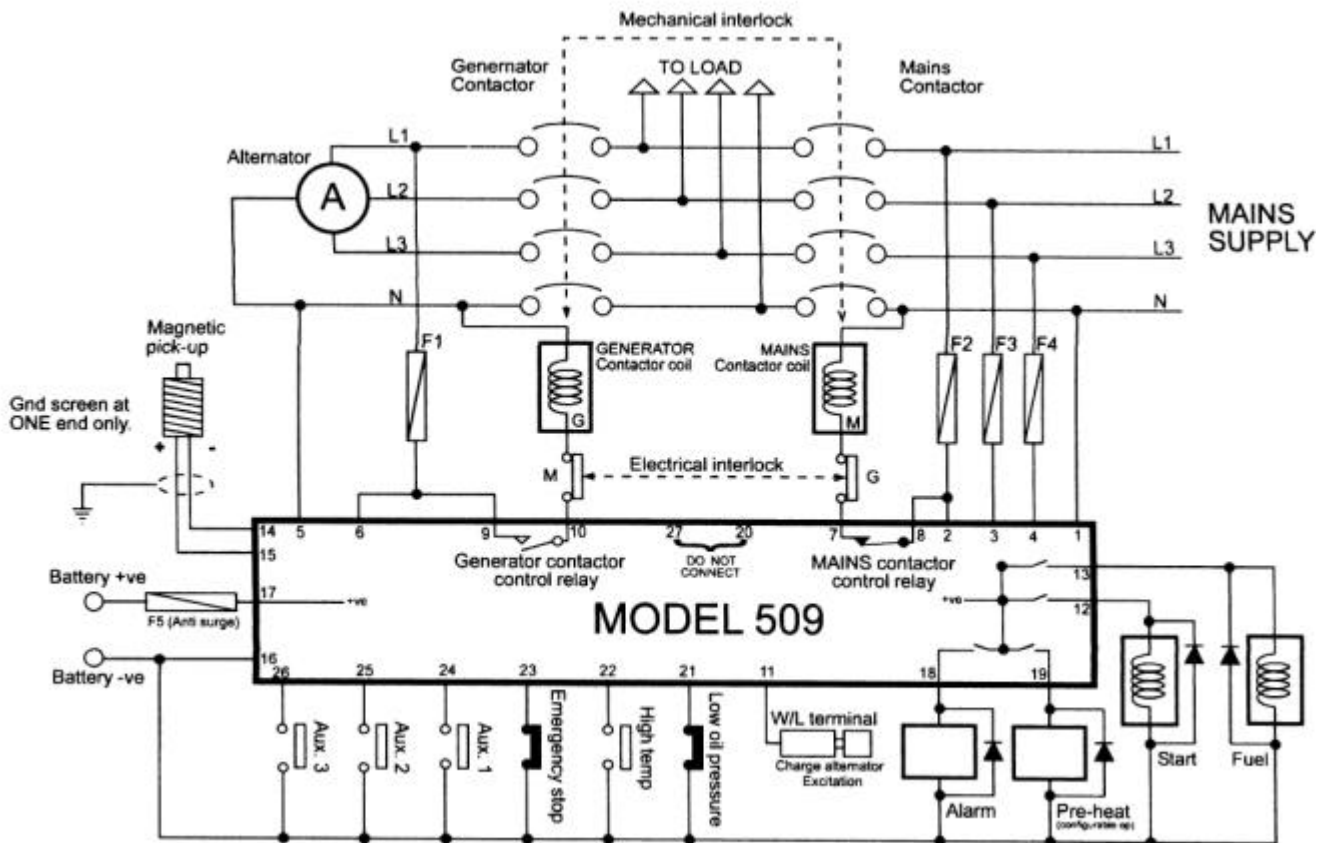 Mechanical interlock
Genernator
Contactor
TO LOAD
Mains
Contactor
L1
L1
Alternator
A
L2
L2
MAINS
SUPPLY
L3
L3
N
N
Magnetic
pick-up
F1
GENERATOR
Contactor coil
MAINS
Contactor coil
F2
F3
F4
Gnd screen at
ONE end only.
G
M
+
-
M
Electrical interlock
G
14
5
6
9
10
27
20
7
8
2
3
4
1
15
Generator contactor
control relay
DO NOT
CONNECT
MAINS contactor
control relay
13
Battery +ve
17
+ve
F5 (Anti surge)
+ve
12
MODEL 509
16
Battery -ve
26
25
24
23
22
21
11
18
19
Aux. 3
Aux. 2
Aux. 1
Emergency stop
High temp
Low oil pressure
W/L terminal
Charge alternator
Excitation
Start
Fuel
Alarm
Pre-heat
(configurable op)